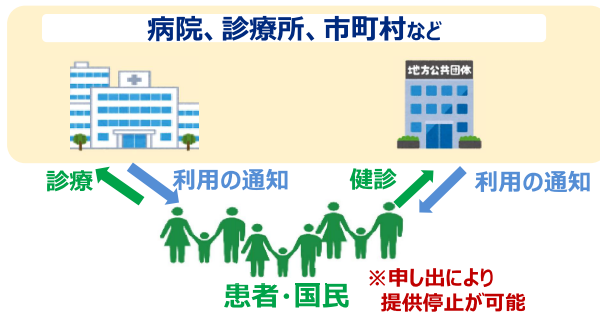 病院、診療所、市町村など
地方公共団体
診療
利用の通知
健診
利用の通知
患者・国民
※申し出により
提供停止が可能